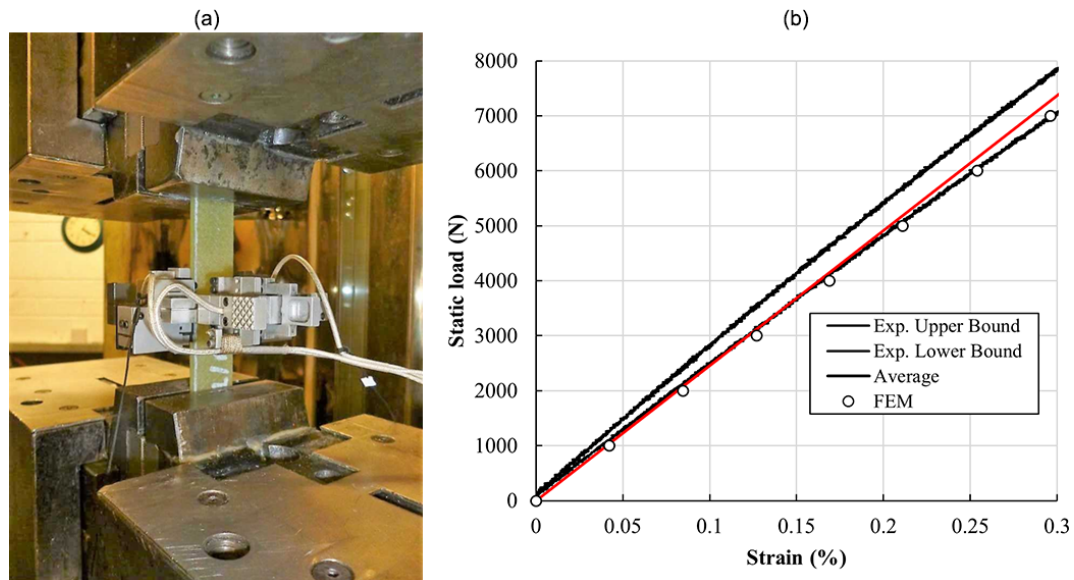 (a)
(b)
8000
7000
6000
5000
4000
3000
2000
1000
0
Static load (N)
Exp. Upper Bound
Exp. Lower Bound
Average
FEM
0 0.05 0.1 0.15 0.2 0.25 0.3
Strain (%)